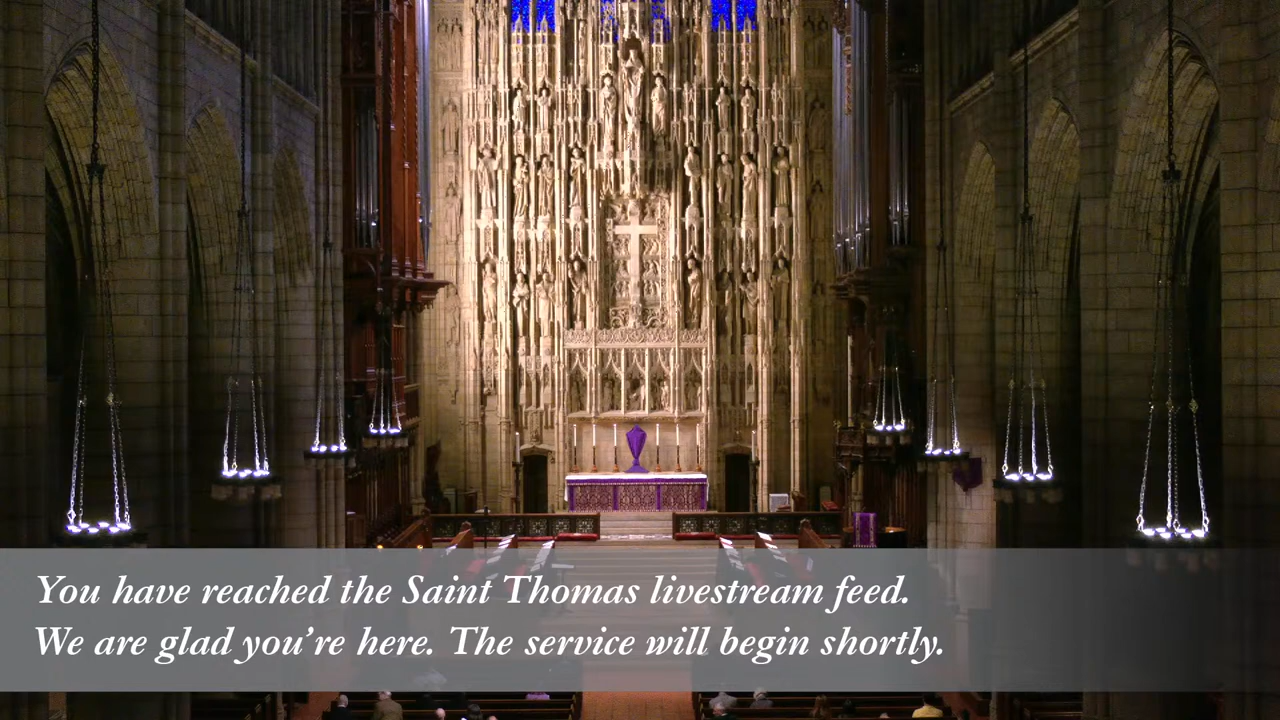 You have reached the Saint Thomas livestream feed.
We are glad you’re here. The service will begin shortly.